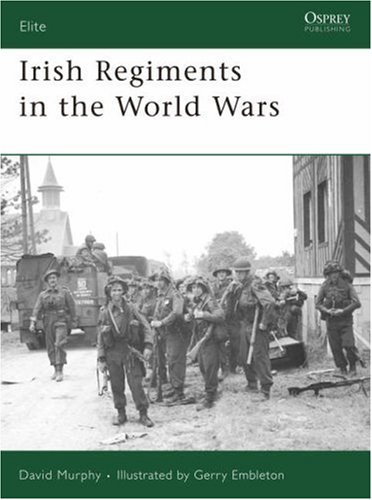 Elite
OSPREY
PUBLISHING
Irish Regiments
in the World Wars
David Murphy • Illustrated by Gerry Embleton